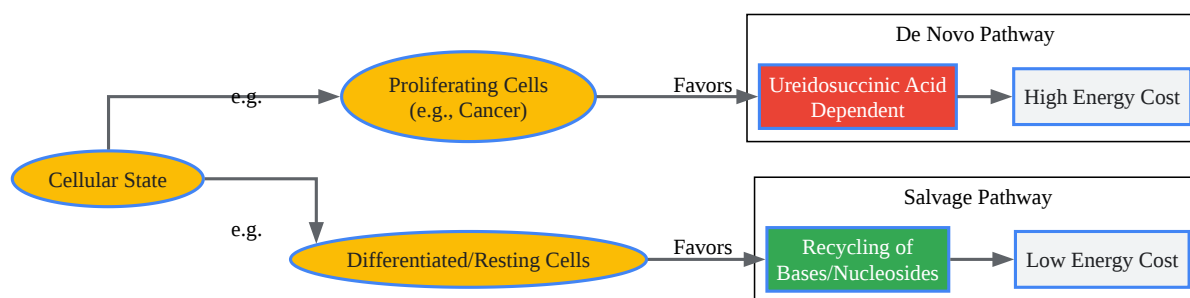 De Novo Pathway
Proliferating Cells
(e.g., Cancer)
e.g.
Favors
Ureidosuccinic Acid
Dependent
High Energy Cost
Cellular State
Salvage Pathway
e.g.
Differentiated/Resting Cells
Favors
Recycling of
Bases/Nucleosides
Low Energy Cost